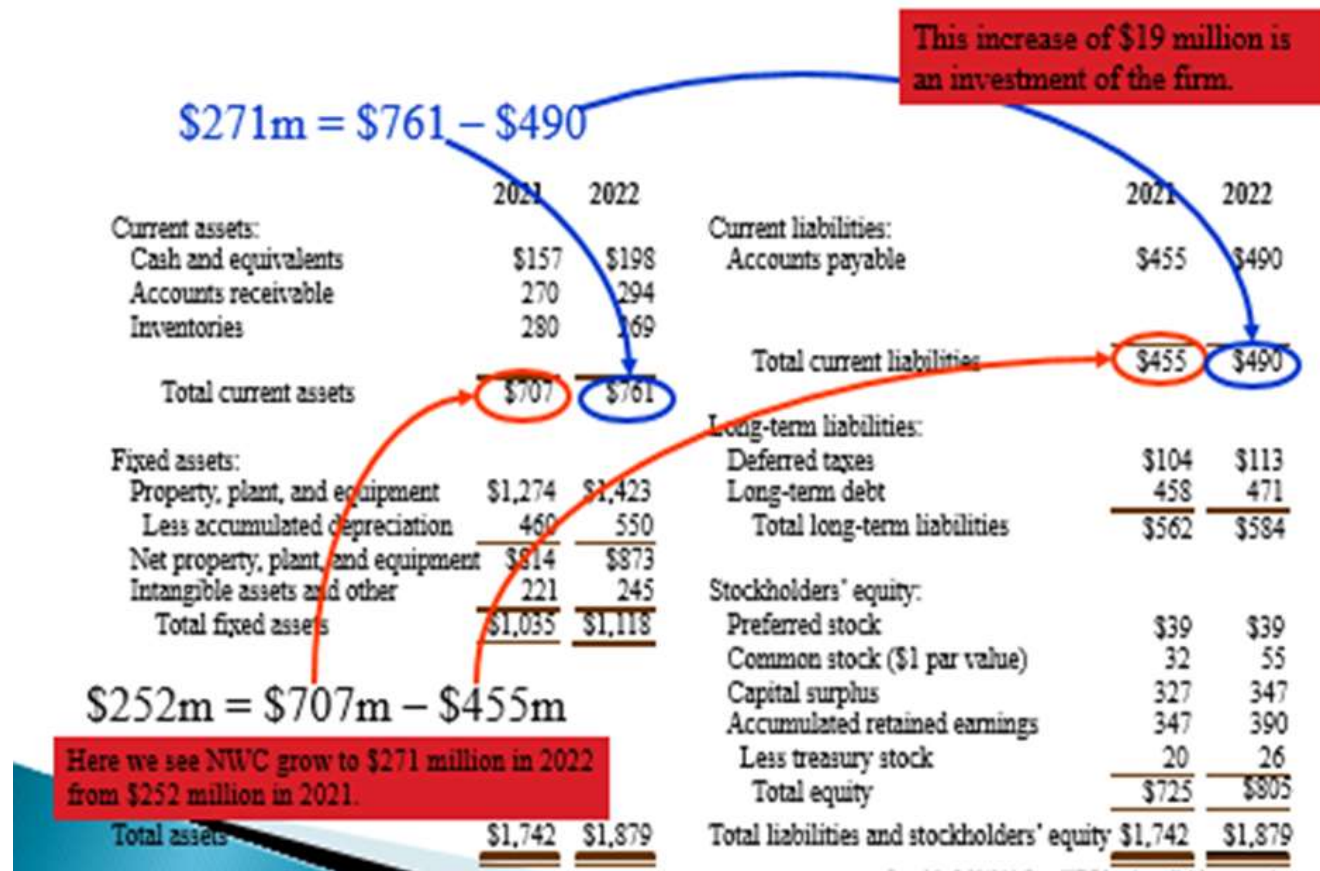 This increase of $19 million is
an investment of the firm.
$271m = $761 – $490
2021 2022
Current assets:
Cash and equivalents $157 $198
Accounts receivable 270 294
Inventories 280 269
Total current assets $707 $761
Fixed assets:
Property, plant, and equipment $1,274 $1,423
Less accumulated depreciation 460 550
Net property, plant, and equipment $814 $873
Intangible assets and other 221 245
Total fixed assets $1,035 $1,118
$252m = $707m – $455m
Here we see NWC grow to $271 million in 2022
from $252 million in 2021.
Total assets $1,742 $1,879
2021 2022
Current liabilities:
Accounts payable $455 $490
Total current liabilities $455 $490
Long-term liabilities:
Deferred taxes $104 $113
Long-term debt 458 471
Total long-term liabilities $562 $584
Stockholders' equity:
Preferred stock $39 $39
Common stock ($1 par value) 32 55
Capital surplus 327 347
Accumulated retained earnings 347 390
Less treasury stock 20 26
Total equity $725 $805
Total liabilities and stockholders' equity $1,742 $1,879